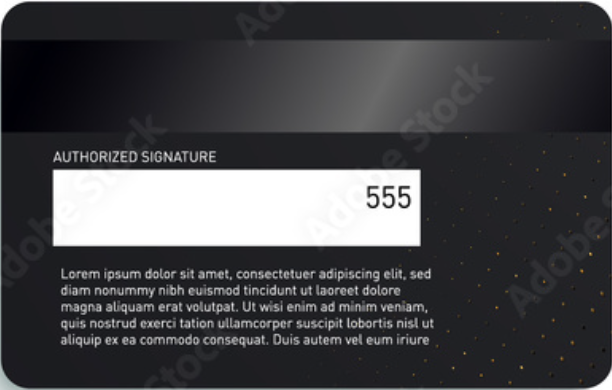 AUTHORIZED SIGNATURE
555
Lorem ipsum dolor sit amet, consectetuer adipiscing elit, sed
diam nonummy nibh euismod tincidunt ut laoreet dolore
magna aliquam erat volutpat. Ut wisi enim ad minim veniam,
quis nostrud exerci tation ullamcorper suscipit lobortis nisl ut
aliquip ex ea commodo consequat. Duis autem vel eum iriure
Adobe Stock